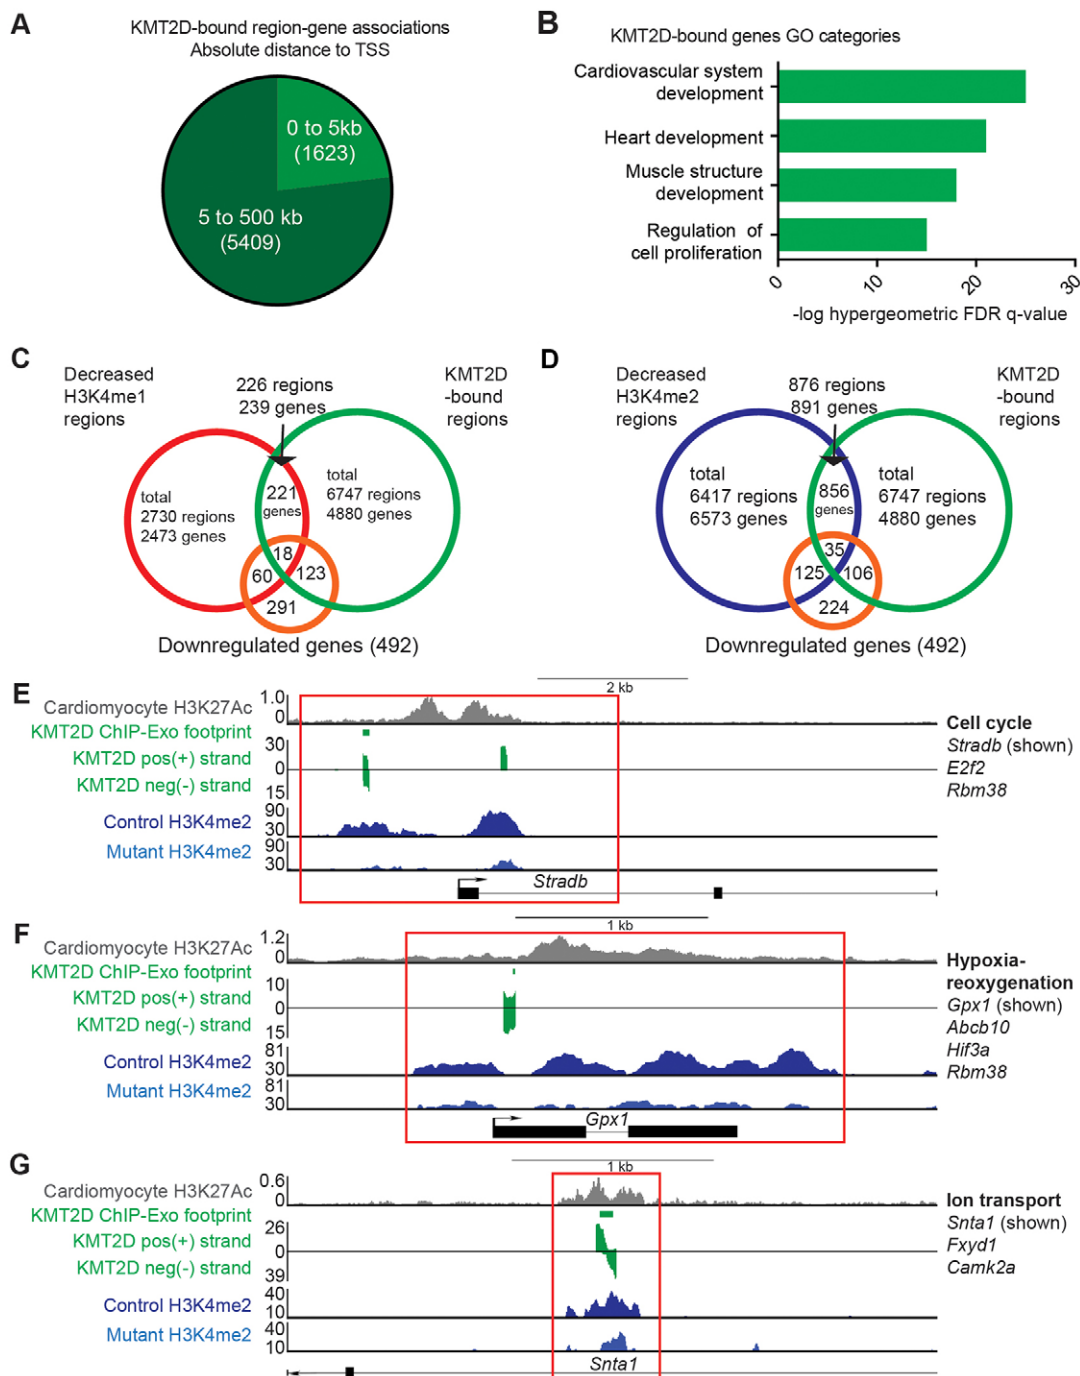 A
KMT2D-bound region-gene associations
Absolute distance to TSS
0 to 5kb
(1623)
5 to 500 kb
(5409)
B
KMT2D-bound genes GO categories
Cardiovascular system
development
Heart development
Muscle structure
development
Regulation of
cell proliferation
0
10
20
30
-log hypergeometric FDR q-value
C
Decreased
H3K4me1
regions
226 regions
239 genes
KMT2D
-bound
regions
total
2730 regions
2473 genes
221
genes
total
6747 regions
4880 genes
18
60
123
291
Downregulated genes (492)
D
Decreased
H3K4me2
regions
876 regions
891 genes
KMT2D
-bound
regions
total
6417 regions
6573 genes
856
genes
total
6747 regions
4880 genes
35
125
106
224
Downregulated genes (492)
E
2 kb
Cardiomyocyte H3K27Ac
1.0
0
KMT2D ChIP-Exo footprint
KMT2D pos(+) strand
30
0
KMT2D neg(-) strand
15
Control H3K4me2
90
30
Mutant H3K4me2
90
30
Stradb
Cell cycle
Stradb (shown)
E2f2
Rbm38
F
1 kb
Cardiomyocyte H3K27Ac
1.2
0
KMT2D ChIP-Exo footprint
KMT2D pos(+) strand
10
0
KMT2D neg(-) strand
15
Control H3K4me2
81
30
Mutant H3K4me2
81
30
Gpx1
Hypoxia-
reoxygenation
Gpx1 (shown)
Abcb10
Hif3a
Rbm38
G
1 kb
Cardiomyocyte H3K27Ac
0.6
0
KMT2D ChIP-Exo footprint
KMT2D pos(+) strand
26
0
KMT2D neg(-) strand
39
Control H3K4me2
40
10
Mutant H3K4me2
40
10
Snta1
Ion transport
Snta1 (shown)
Fxyd1
Camk2a